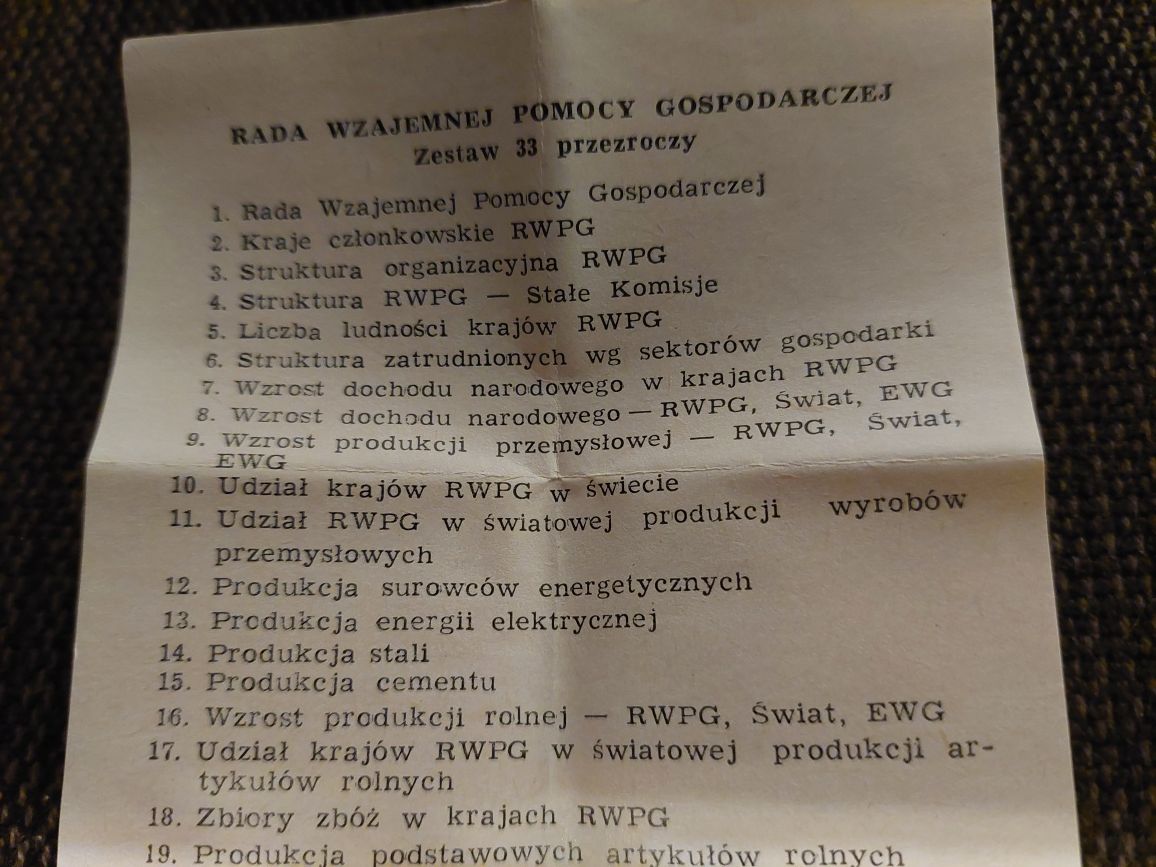 RADA WZAJEMNEJ POMOCY GOSPODARCZEJ
Zestaw 33 przezroczy
1. Rada Wzajemnej Pomocy Gospodarczej
2. Kraje członkowskie RWPG
3. Struktura organizacyjna RWPG
4. Struktura RWPG — Stałe Komisje
5. Liczba ludności krajów RWPG
6. Struktura zatrudnionych wg sektorów gospodarki
7. Wzrost dochodu narodowego w krajach RWPG
8. Wzrost dochodu narodowego — RWPG, Świat, EWG
9. Wzrost produkcji przemysłowej — RWPG, Świat,
EWG
10. Udział krajów RWPG w świecie
11. Udział RWPG w światowej produkcji wyrobów
przemysłowych
12. Produkcja surowców energetycznych
13. Produkcja energii elektrycznej
14. Produkcja stali
15. Produkcja cementu
16. Wzrost produkcji rolnej — RWPG, Świat, EWG
17. Udział krajów RWPG w światowej produkcji ar-
tykułów rolnych
18. Zbiory zbóż w krajach RWPG
19. Produkcja podstawowych artykułów rolnych